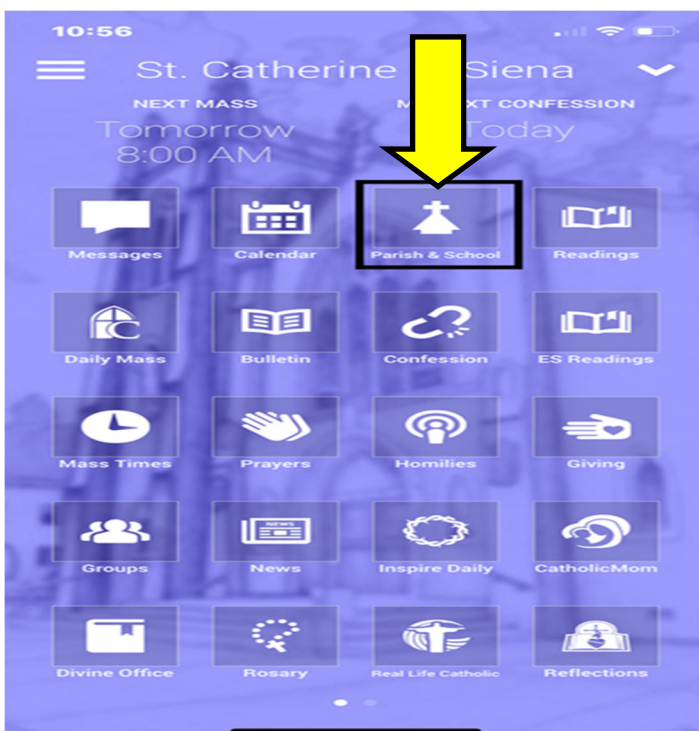 10:56
St. Catherine Siena
NEXT MASS
NEXT CONFESSION
Tomorrow
8:00 AM
Today
Messages
Calendar
Parish & School
Readings
C
Daily Mass
Bulletin
Confession
ES Readings
Mass Times
Prayers
Homilies
Giving
NEWS
Groups
News
Inspire Daily
CatholicMom
Divine Office
Rosary
Real Life Catholic
Reflections